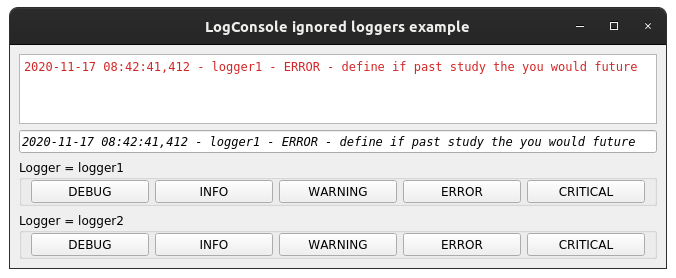 LogConsole ignored loggers example
2020-11-17 08:42:41,412 - logger1 - ERROR - define if past study the you would future
2020-11-17 08:42:41,412 - logger1 - ERROR - define if past study the you would future
Logger = logger1
DEBUG INFO WARNING ERROR CRITICAL
Logger = logger2
DEBUG INFO WARNING ERROR CRITICAL